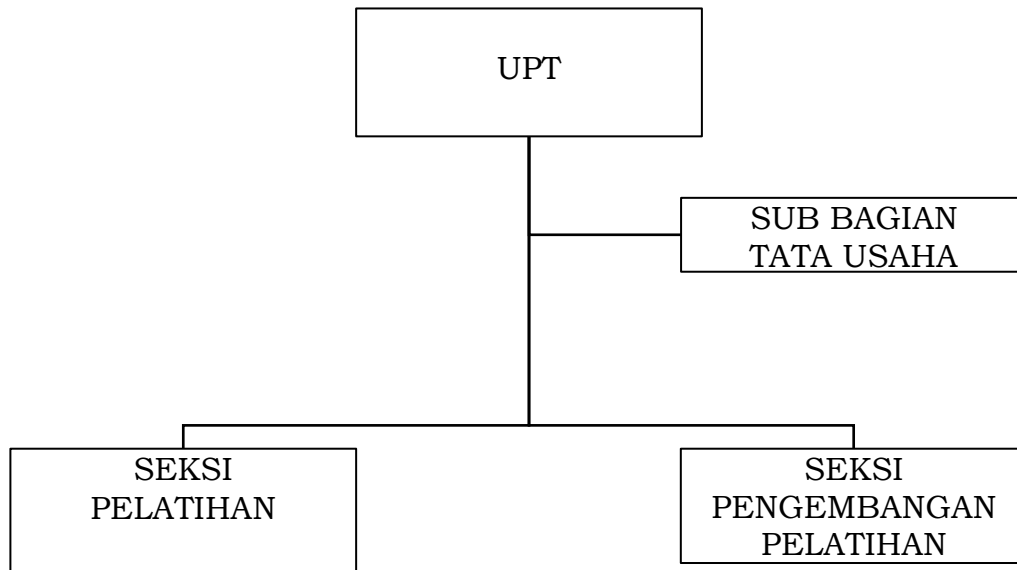 UPT
SUB BAGIAN
TATA USAHA
SEKSI
PELATIHAN
SEKSI
PENGEMBANGAN
PELATIHAN